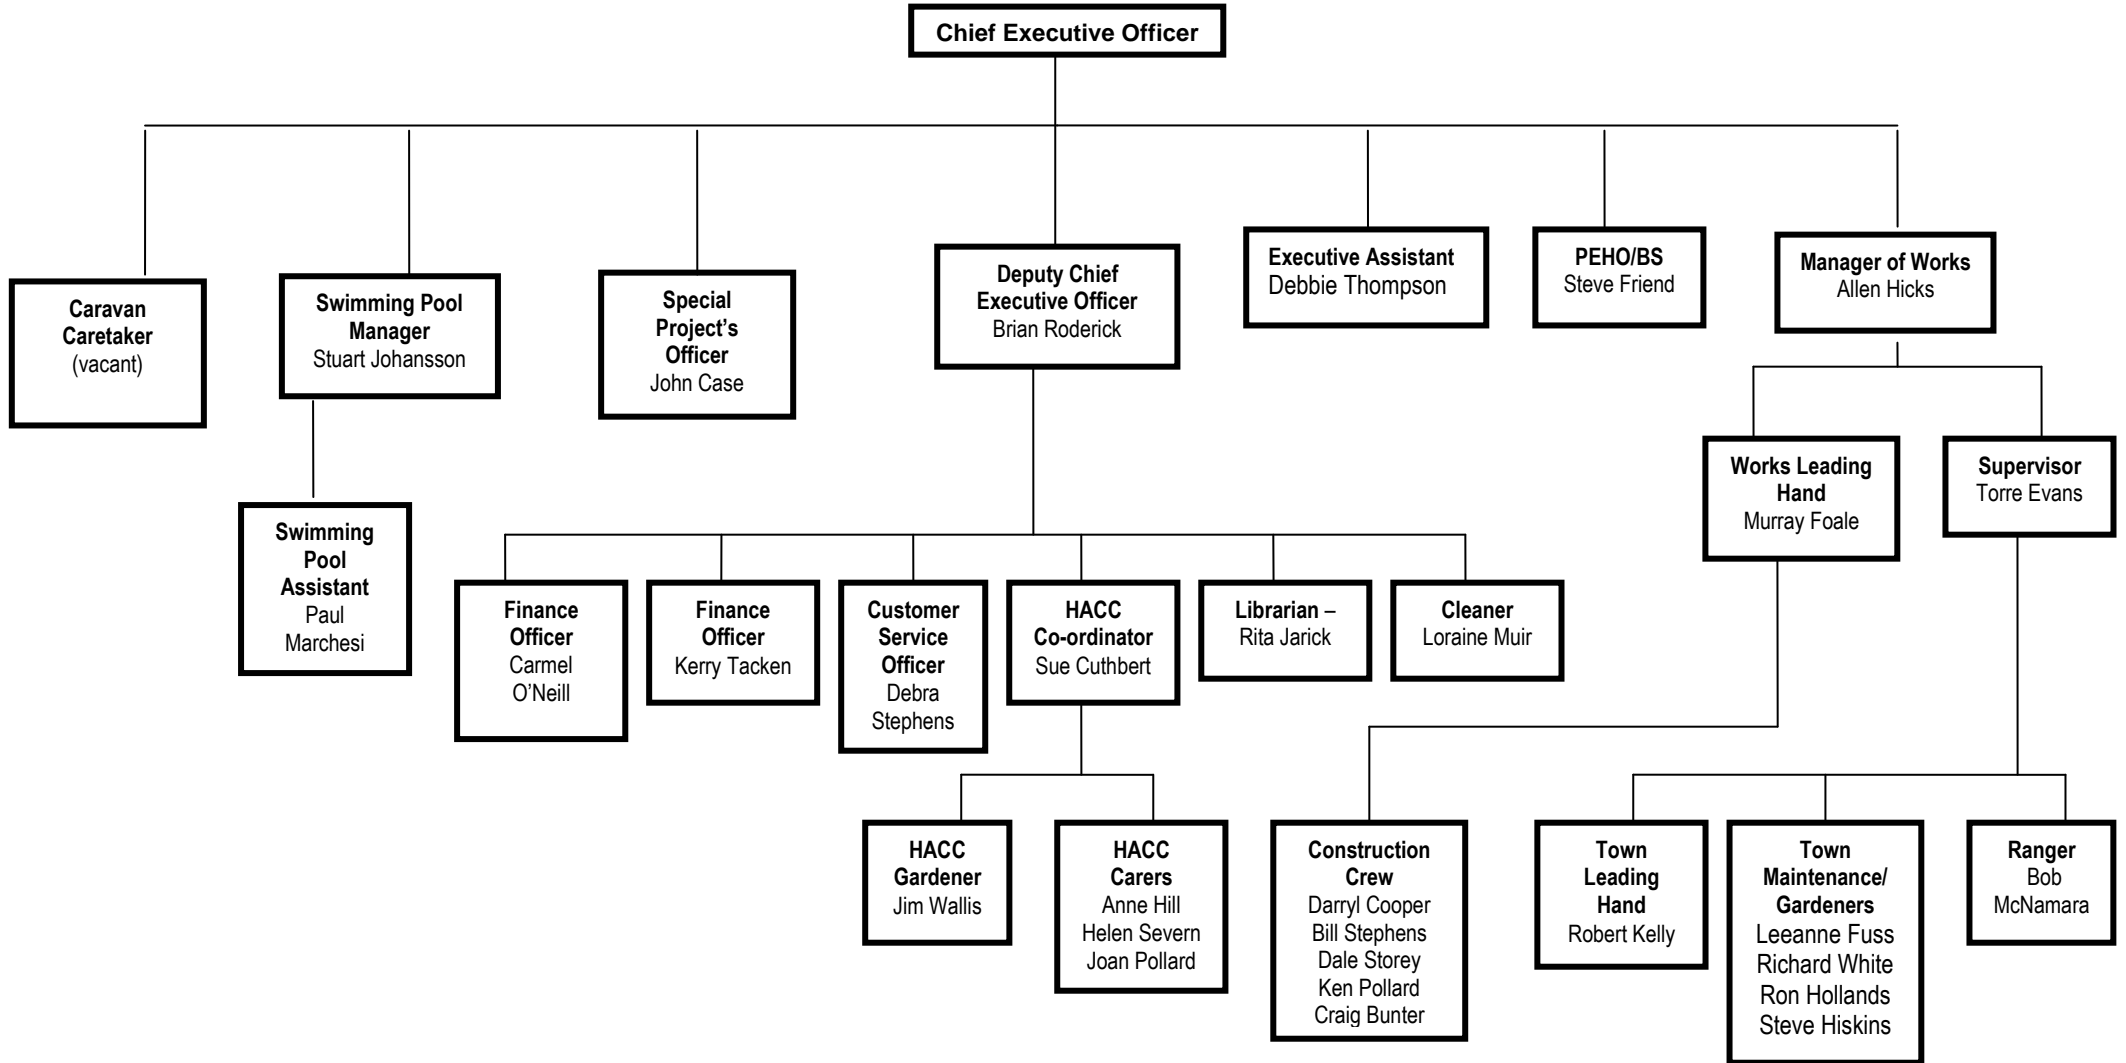 Chief Executive Officer
Caravan
Caretaker
(vacant)
Swimming Pool
Manager
Stuart Johansson
Special
Project’s
Officer
John Case
Deputy Chief
Executive Officer
Brian Roderick
Executive Assistant
Debbie Thompson
PEHO/BS
Steve Friend
Manager of Works
Allen Hicks
Works Leading
Hand
Murray Foale
Supervisor
Torre Evans
Swimming
Pool
Assistant
Paul
Marchesi
Finance
Officer
Carmel
O’Neill
Finance
Officer
Kerry Tacken
Customer
Service
Officer
Debra
Stephens
HACC
Co-ordinator
Sue Cuthbert
Librarian –
Rita Jarick
Cleaner
Loraine Muir
HACC
Gardener
Jim Wallis
HACC
Carers
Anne Hill
Helen Severn
Joan Pollard
Construction
Crew
Darryl Cooper
Bill Stephens
Dale Storey
Ken Pollard
Craig Bunter
Town
Leading
Hand
Robert Kelly
Town
Maintenance/
Gardeners
Leeanne Fuss
Richard White
Ron Hollands
Steve Hiskins
Ranger
Bob
McNamara